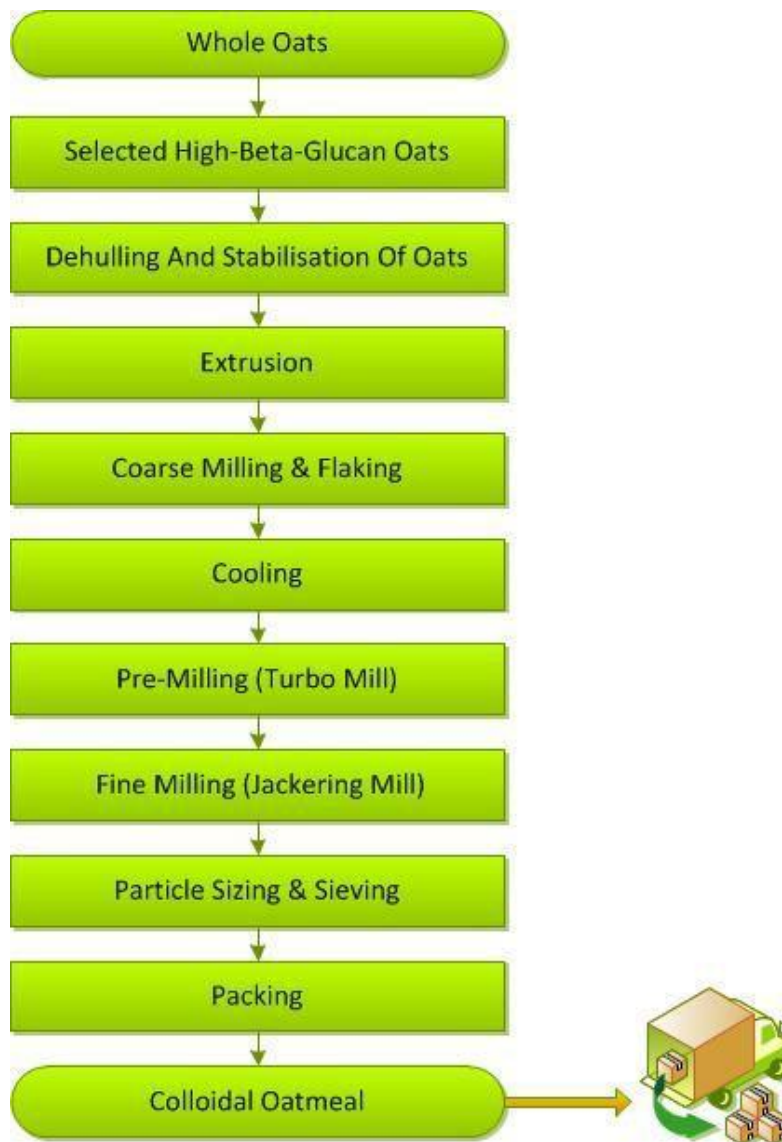 Whole Oats
Selected High-Beta-Glucan Oats
Dehulling And Stabilisation Of Oats
Extrusion
Coarse Milling & Flaking
Cooling
Pre-Milling (Turbo Mill)
Fine Milling (Jackering Mill)
Particle Sizing & Sieving
Packing
Colloidal Oatmeal